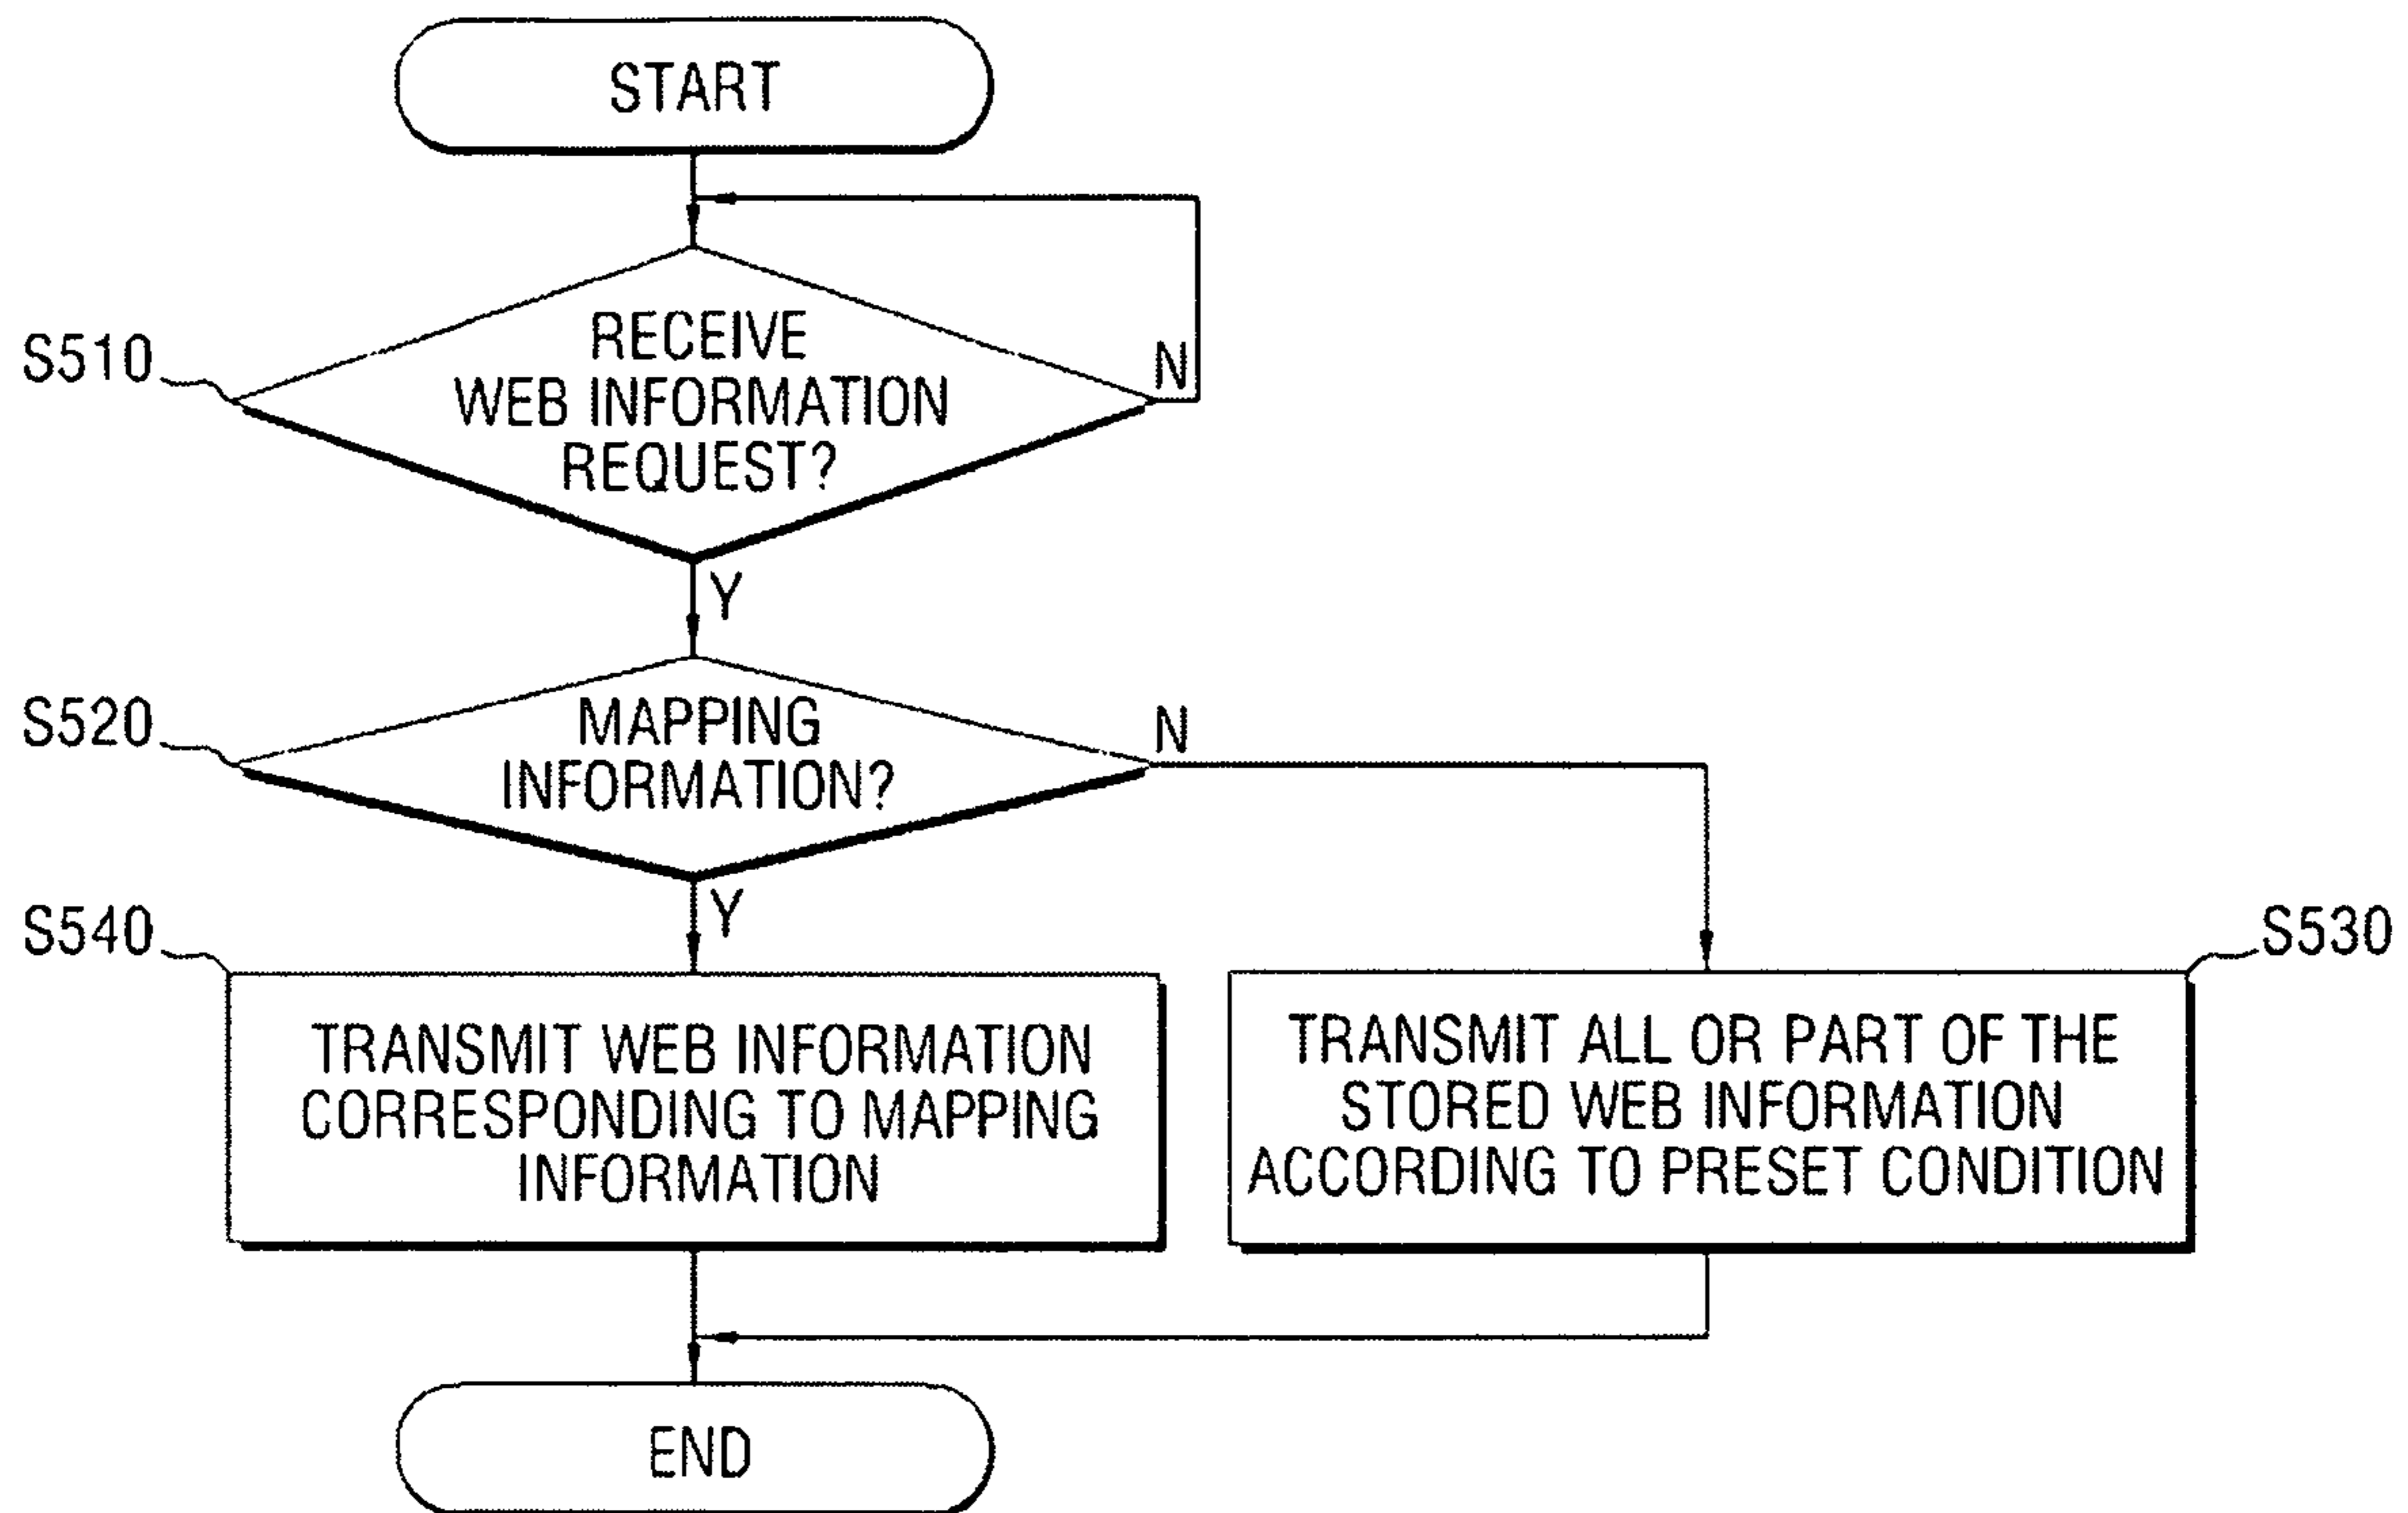 START
S510
RECEIVE
WEB INFORMATION
REQUEST?
N
Y
S520
MAPPING
INFORMATION?
N
Y
S540
TRANSMIT WEB INFORMATION
CORRESPONDING TO MAPPING
INFORMATION
S530
TRANSMIT ALL OR PART OF THE
STORED WEB INFORMATION
ACCORDING TO PRESET CONDITION
END